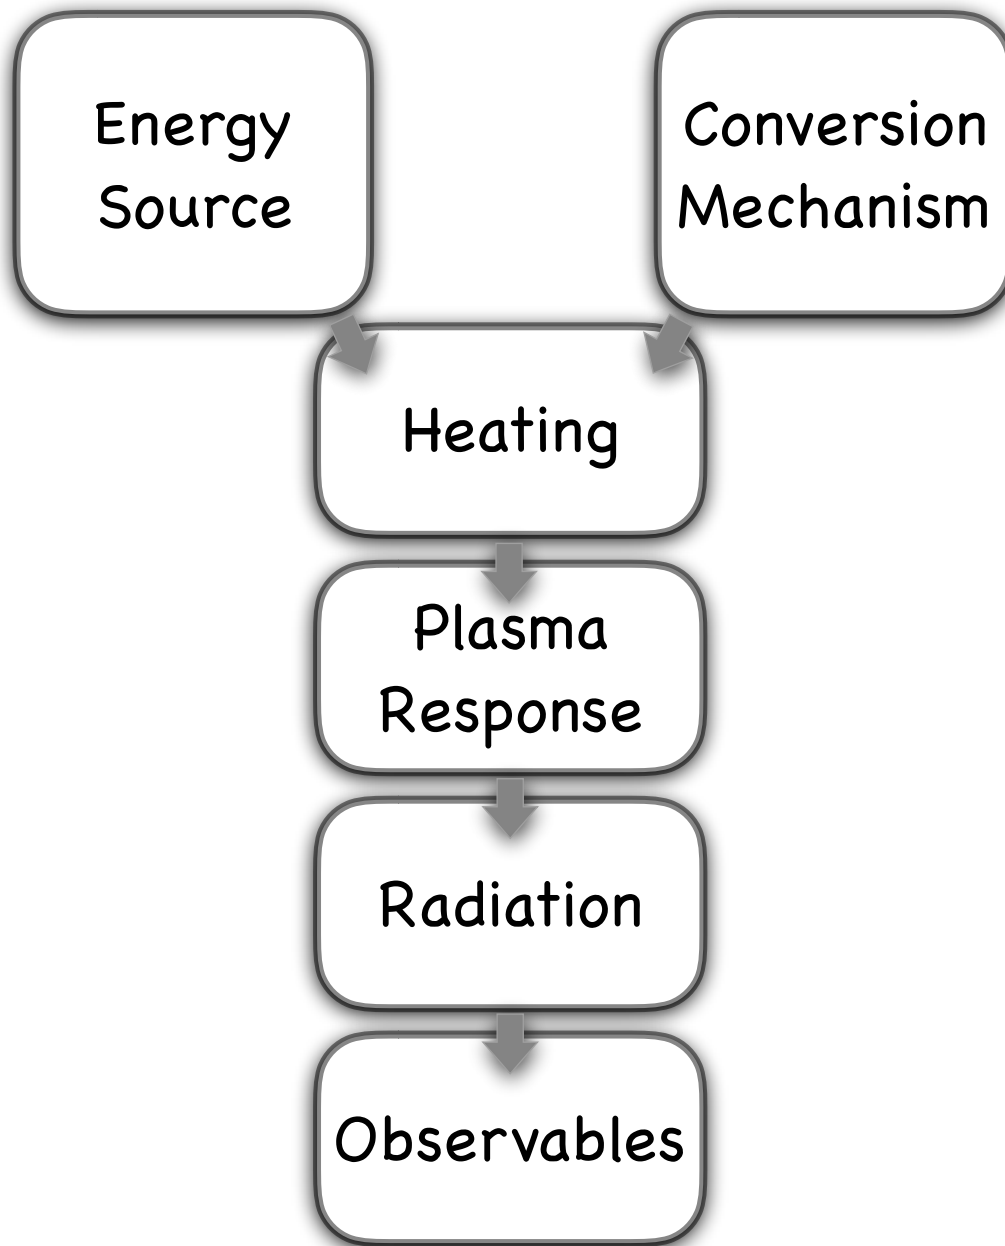 Energy
Source
Conversion
Mechanism
Heating
Plasma
Response
Radiation
Observables